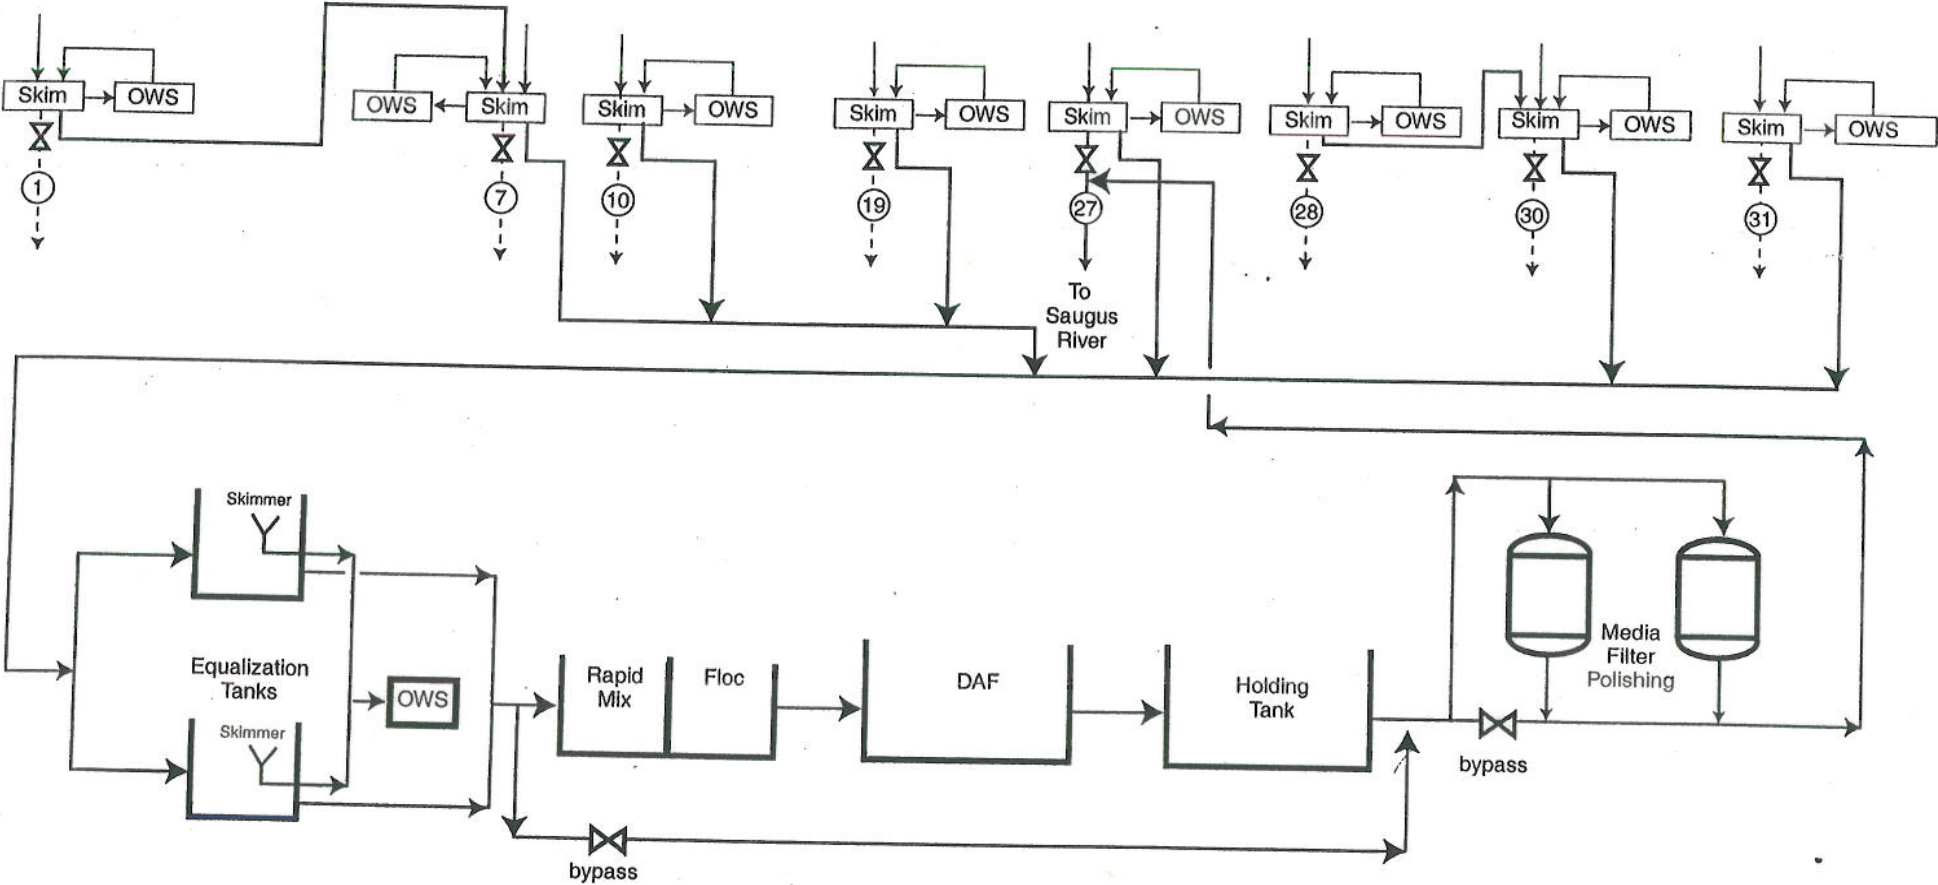 Skim
OWS
OWS
Skim
Skim
OWS
Skim
OWS
Skim
OWS
Skim
OWS
Skim
OWS
Skim
OWS
1
7
10
19
27
28
30
31
To
Saugus
River
Skimmer
Equalization
Tanks
Skimmer
OWS
Rapid
Mix
Floc
DAF
Holding
Tank
Media
Filter
Polishing
bypass
bypass